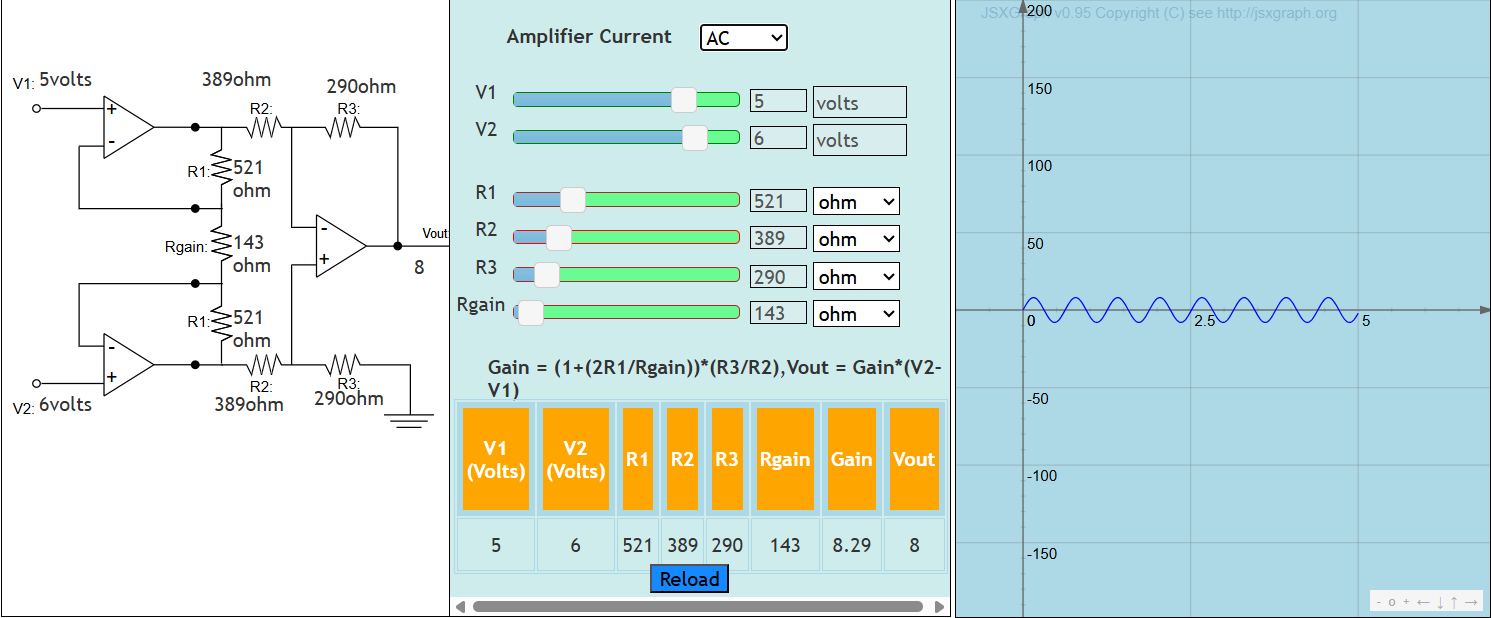 V1: 5volts
389ohm
290ohm
R2:
R3:
+
-
R1: 521
ohm
Rgain: 143
ohm
-
+
Vout:
8
R1: 521
ohm
-
+
R2:
R3:
V2: 6volts
389ohm
290ohm
Amplifier Current AC
V1 5 volts
V2 6 volts
R1 521 ohm
R2 389 ohm
R3 290 ohm
Rgain 143 ohm
Gain = (1+(2R1/Rgain))*(R3/R2),Vout = Gain*(V2-
V1)
V1 (Volts) V2 (Volts) R1 R2 R3 Rgain Gain Vout
5 6 521 389 290 143 8.29 8
Reload
JSXGraph v0.95 Copyright (C) see http://jsxgraph.org
200
150
100
50
0 2.5 5
-50
-100
-150
- o + ← ↓ ↑ →